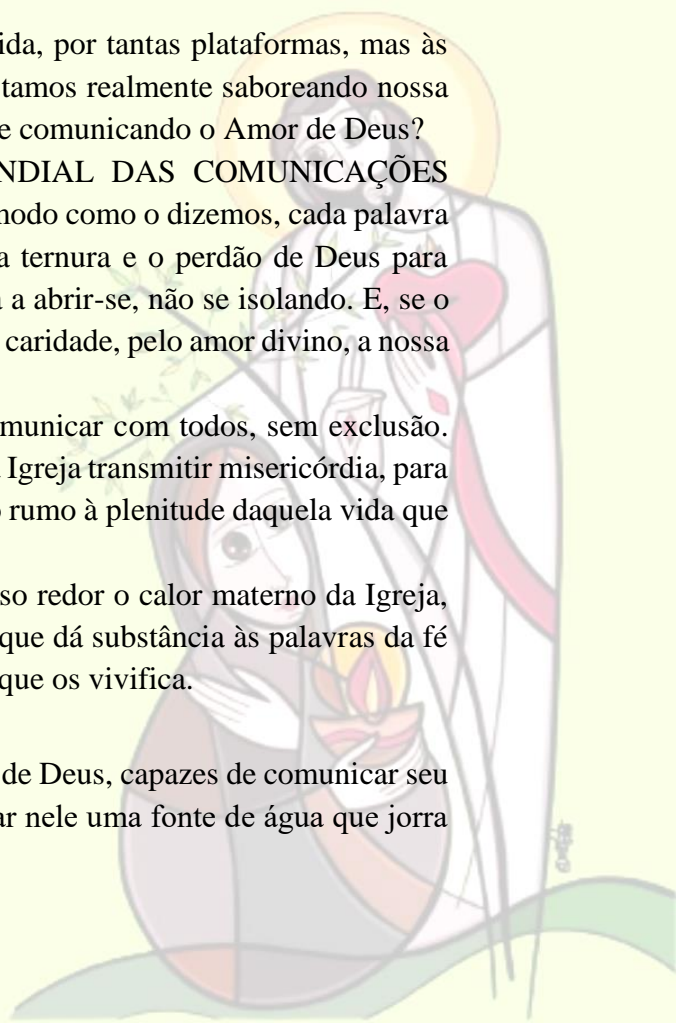 ida, por tantas plataformas, mas às
tamos realmente saboreando nossa
e comunicando o Amor de Deus?
NDIAL DAS COMUNICAÇÕES
modo como o dizemos, cada palavra
a ternura e o perdão de Deus para
a abrir-se, não se isolando. E, se o
caridade, pelo amor divino, a nossa
municar com todos, sem exclusão.
Igreja transmitir misericórdia, para
rumo à plenitude daquela vida que
so redor o calor materno da Igreja,
que dá substância às palavras da fé
que os vivifica.
de Deus, capazes de comunicar seu
ar nele uma fonte de água que jorra